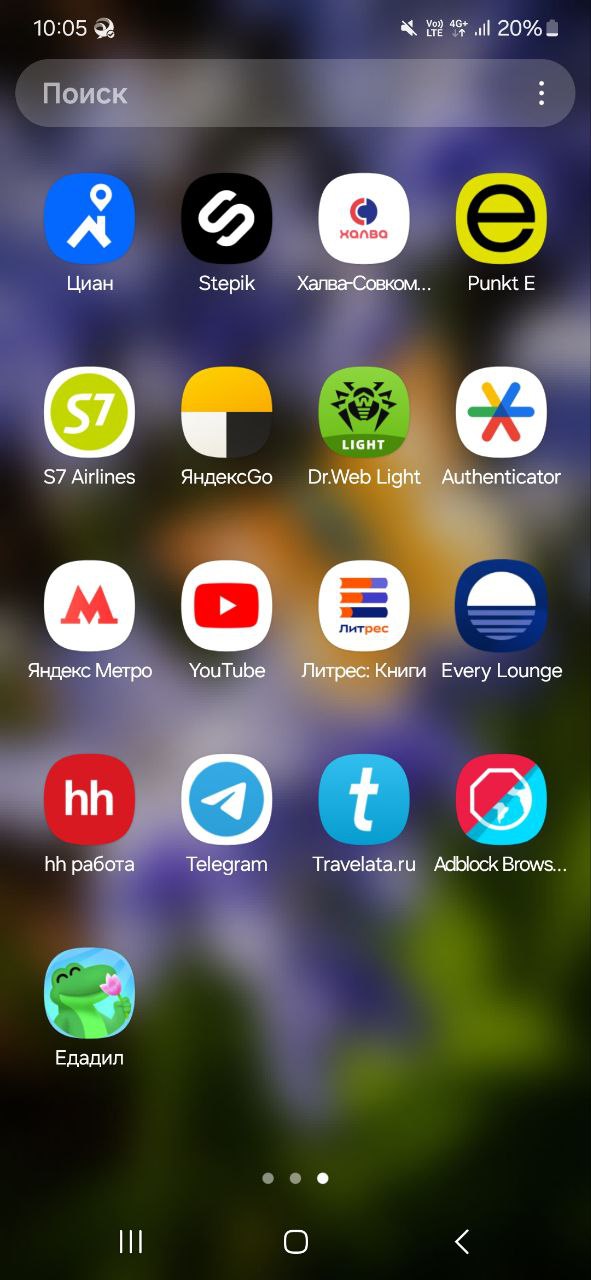 10:05 Vo)) LTE 4G+ 20%
Поиск
халва
S7
LIGHT
Литрес
hh
t
Циан Stepik Халва-Совком... Punkt E
S7 Airlines ЯндексGo Dr.Web Light Authenticator
Яндекс Метро YouTube Литрес: Книги Every Lounge
hh работа Telegram Travelata.ru Adblock Brows...
Едадил